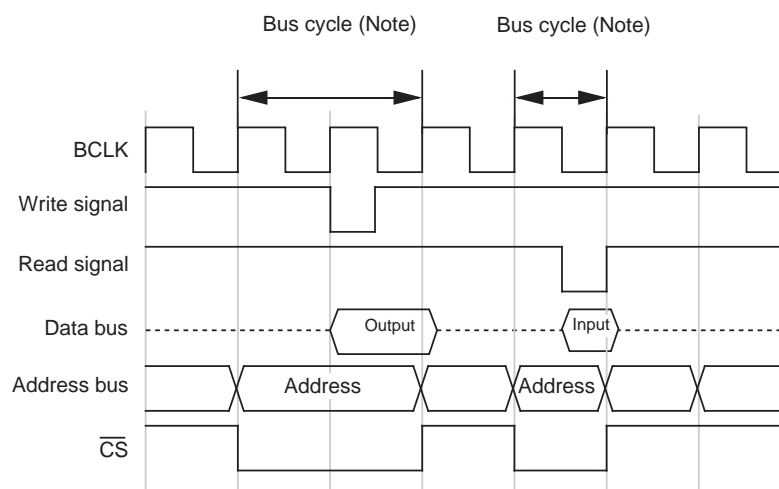 Bus cycle (Note) Bus cycle (Note)
BCLK
Write signal
Read signal
Data bus Output Input
Address bus Address Address
C̅S̅